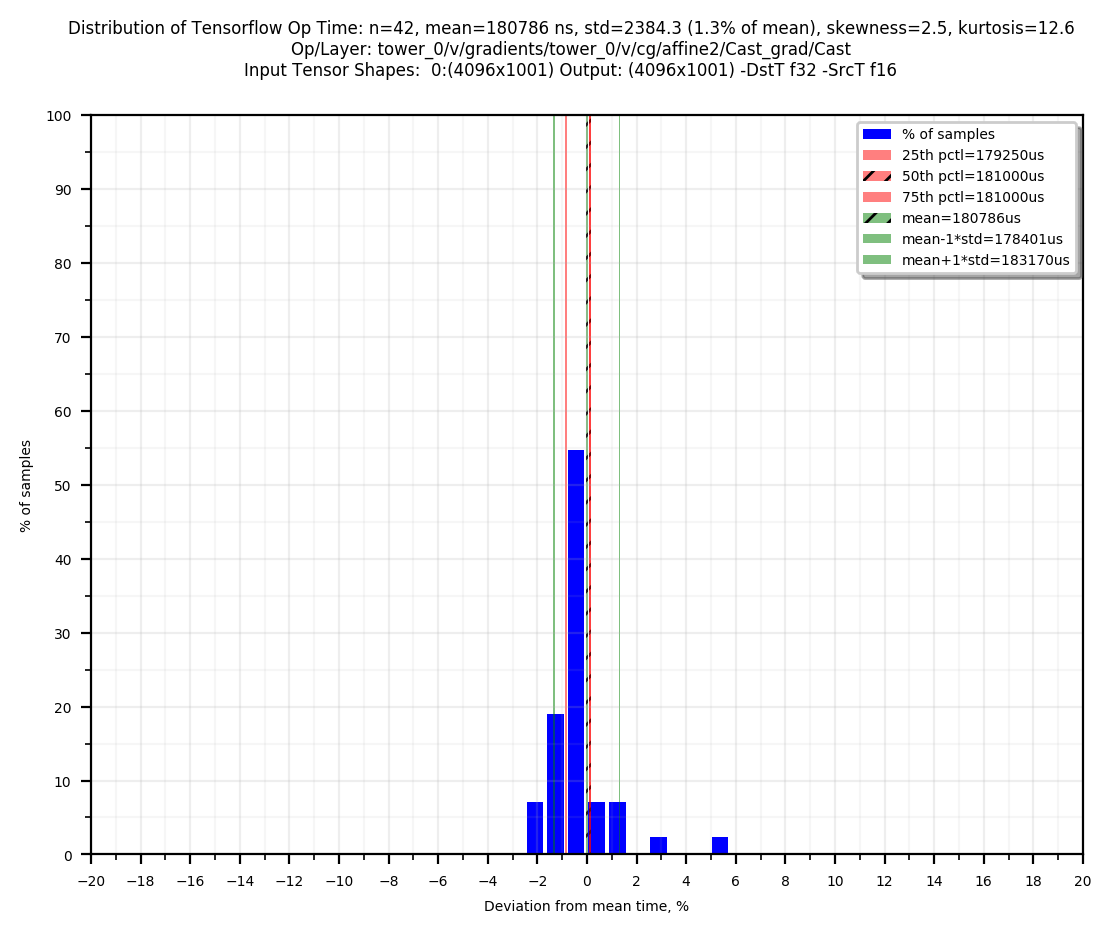 Distribution of Tensorflow Op Time: n=42, mean=180786 ns, std=2384.3 (1.3% of mean), skewness=2.5, kurtosis=12.6
Op/Layer: tower_0/v/gradients/tower_0/v/cg/affine2/Cast_grad/Cast
Input Tensor Shapes:  0:(4096x1001) Output: (4096x1001) -DstT f32 -SrcT f16
% of samples
25th pctl=179250us
50th pctl=181000us
75th pctl=181000us
mean=180786us
mean-1*std=178401us
mean+1*std=183170us
100
90
80
70
60
50
40
30
20
10
0
% of samples
−20 −18 −16 −14 −12 −10 −8 −6 −4 −2 0 2 4 6 8 10 12 14 16 18 20
Deviation from mean time, %